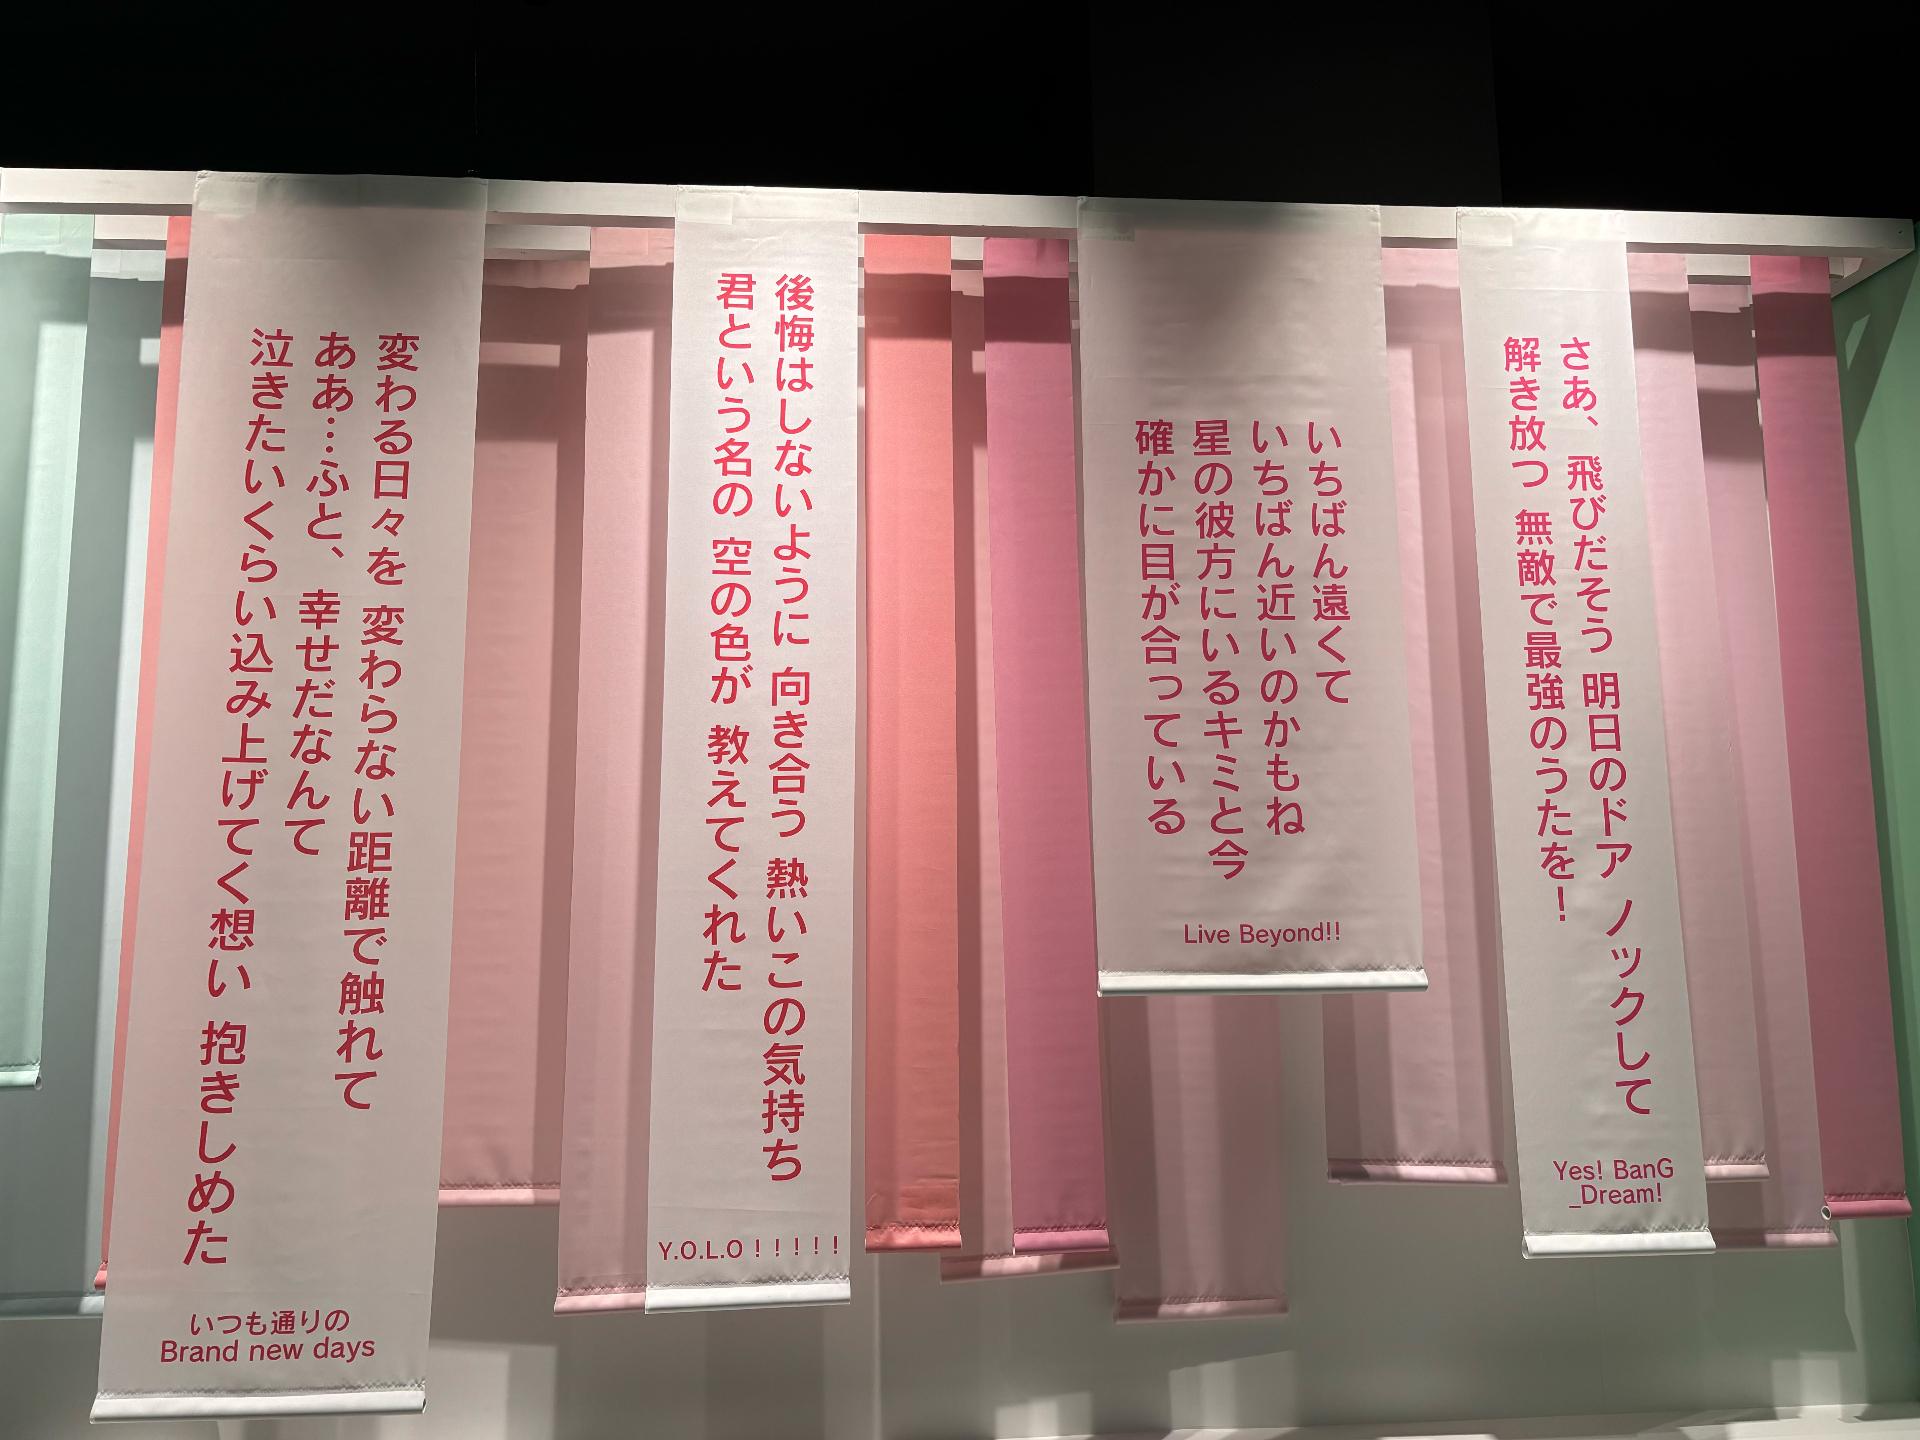 変わる日々を 変わらない距離で触れて
ああ…ふと、 幸せだなんて
泣きたいくらい込み上げてく想い 抱きしめた
いつも通りの
Brand new days
後悔はしないように 向き合う 熱いこの気持ち
君という名の 空の色が 教えてくれた
Y.O.L.O！！！！！
いちばん遠くて
いちばん近いのかもね
星の彼方にいるキミと今
確かに目が合っている
Live Beyond!!
さあ、飛びだそう 明日のドア ノックして
解き放つ 無敵で最強のうたを！
Yes! BanG
_Dream!